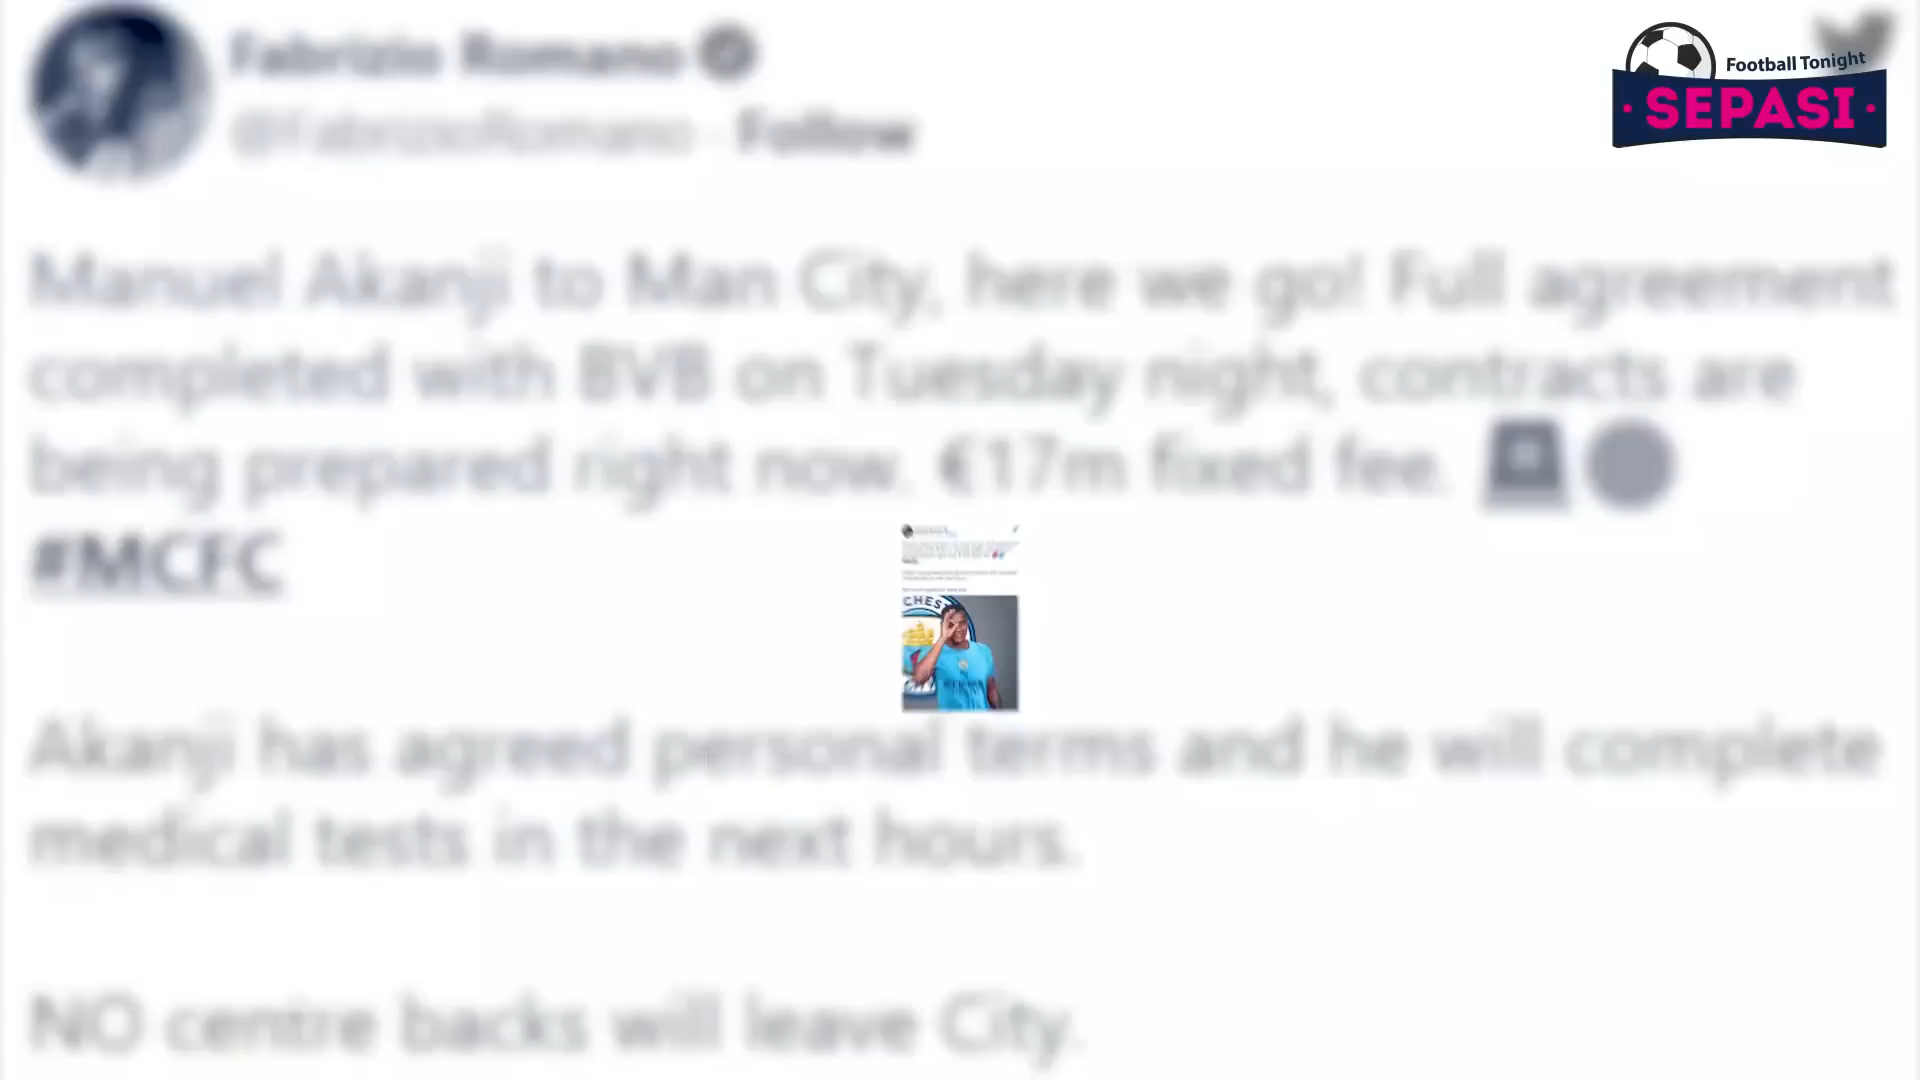 Fabrizio Romano
@FabrizioRomano · Follow
Football Tonight
· SEPASI ·
Manuel Akanji to Man City, here we go! Full agreement
completed with BVB on Tuesday night, contracts are
being prepared right now. €17m fixed fee.
#MCFC
CHES
Akanji has agreed personal terms and he will complete
medical tests in the next hours.
NO centre backs will leave City.